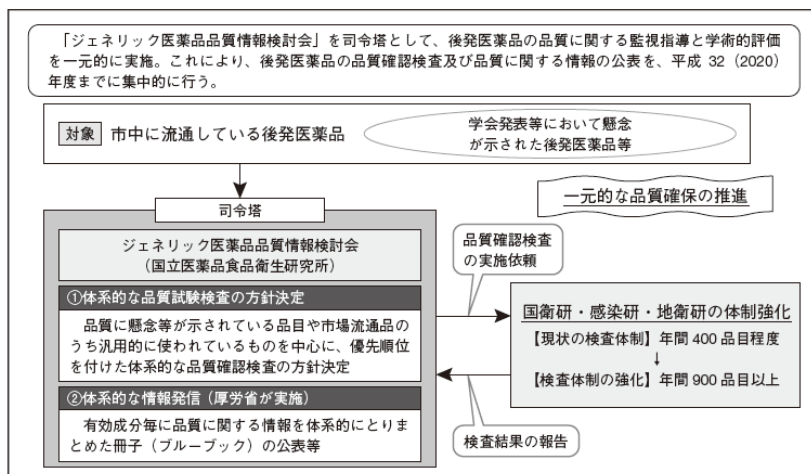 「ジェネリック医薬品品質情報検討会」を司令塔として、後発医薬品の品質に関する監視指導と学術的評価
を一元的に実施。これにより、後発医薬品の品質確認検査及び品質に関する情報の公表を、平成 32（2020）
年度までに集中的に行う。
対象 市中に流通している後発医薬品
学会発表等において懸念
が示された後発医薬品等
一元的な品質確保の推進
司令塔
ジェネリック医薬品品質情報検討会
（国立医薬品食品衛生研究所）
①体系的な品質試験検査の方針決定
品質に懸念等が示されている品目や市場流通品の
うち汎用的に使われているものを中心に、優先順位
を付けた体系的な品質確認検査の方針決定
②体系的な情報発信（厚労省が実施）
有効成分毎に品質に関する情報を体系的にとりま
とめた冊子（ブルーブック）の公表等
品質確認検査
の実施依頼
国衛研・感染研・地衛研の体制強化
【現状の検査体制】年間 400 品目程度
↓
【検査体制の強化】年間 900 品目以上
検査結果の報告